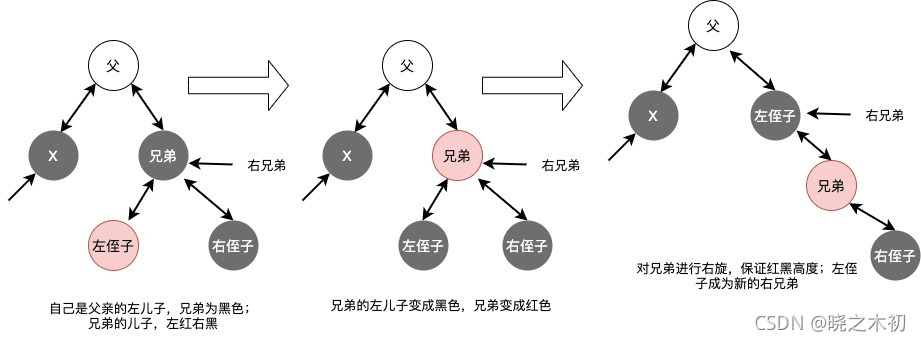 父
X
兄弟
右兄弟
左侄子
右侄子
自己是父亲的左儿子，兄弟为黑色；
兄弟的儿子，左红右黑
父
X
兄弟
右兄弟
左侄子
右侄子
兄弟的左儿子变成黑色，兄弟变成红色
父
X
左侄子
右兄弟
兄弟
右侄子
对兄弟进行右旋，保证红黑高度；左侄
子成为新的右兄弟
CSDN @晓之木初